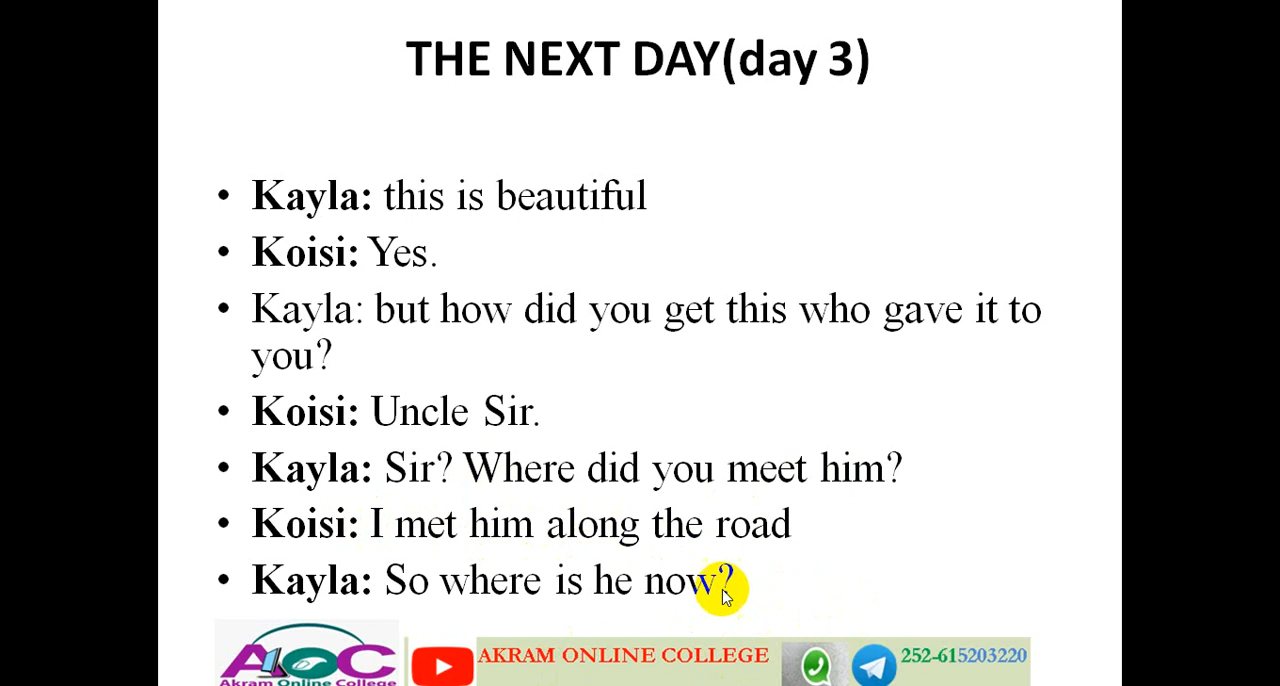 THE NEXT DAY(day 3)
• Kayla: this is beautiful
• Koisi: Yes.
• Kayla: but how did you get this who gave it to
you?
• Koisi: Uncle Sir.
• Kayla: Sir? Where did you meet him?
• Koisi: I met him along the road
• Kayla: So where is he now?
AOC
Akram Online College
AKRAM ONLINE COLLEGE
252-615203220